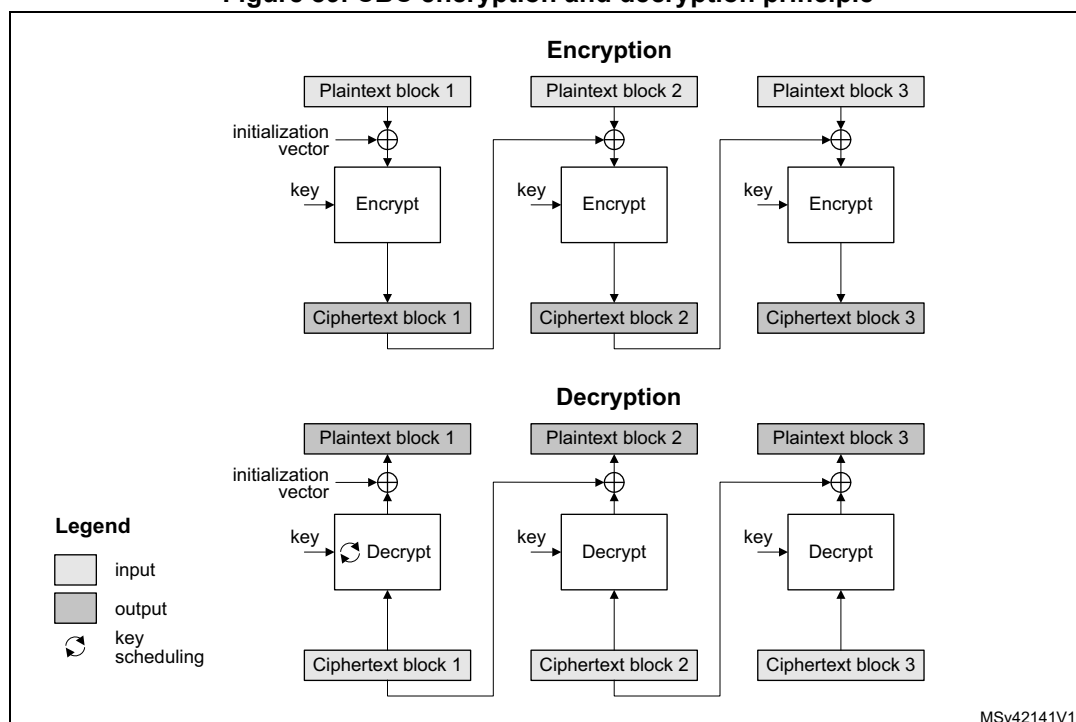 Encryption
Plaintext block 1 Plaintext block 2 Plaintext block 3
initialization
vector
key Encrypt key Encrypt key Encrypt
Ciphertext block 1 Ciphertext block 2 Ciphertext block 3
Decryption
Plaintext block 1 Plaintext block 2 Plaintext block 3
initialization
vector
key Decrypt key Decrypt key Decrypt
Legend
input
output
key
scheduling
Ciphertext block 1 Ciphertext block 2 Ciphertext block 3
MSv42141V1